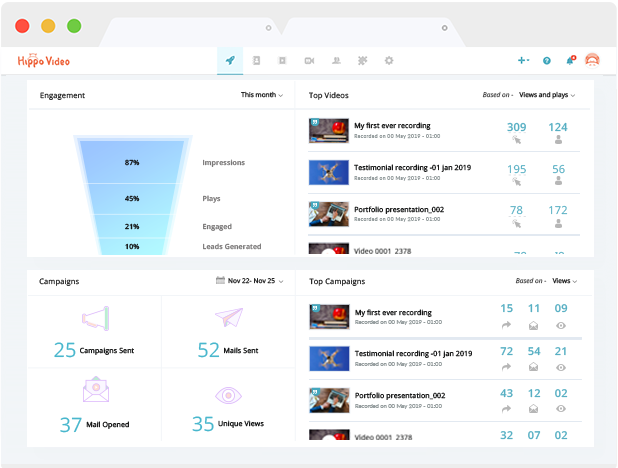 Hippo Video
Engagement
This month
87%
Impressions
45%
Plays
21%
Engaged
10%
Leads Generated
Top Videos
Based on - Views and plays
My first ever recording
Recorded on 00 May 2019 - 01:00
309
124
Testimonial recording -01 jan 2019
Recorded on 00 May 2019 - 01:00
195
56
Portfolio presentation_002
Recorded on 00 May 2019 - 01:00
78
172
Video 0001_2378
Campaigns
Nov 22- Nov 25
25 Campaigns Sent
52 Mails Sent
37 Mail Opened
35 Unique Views
Top Campaigns
Based on - Views
My first ever recording
Recorded on 00 May 2019 - 01:00
15
11
09
Testimonial recording -01 jan 2019
Recorded on 00 May 2019 - 01:00
72
54
21
Portfolio presentation_002
Recorded on 00 May 2019 - 01:00
43
12
02
Video 0001_2378
32
07
02